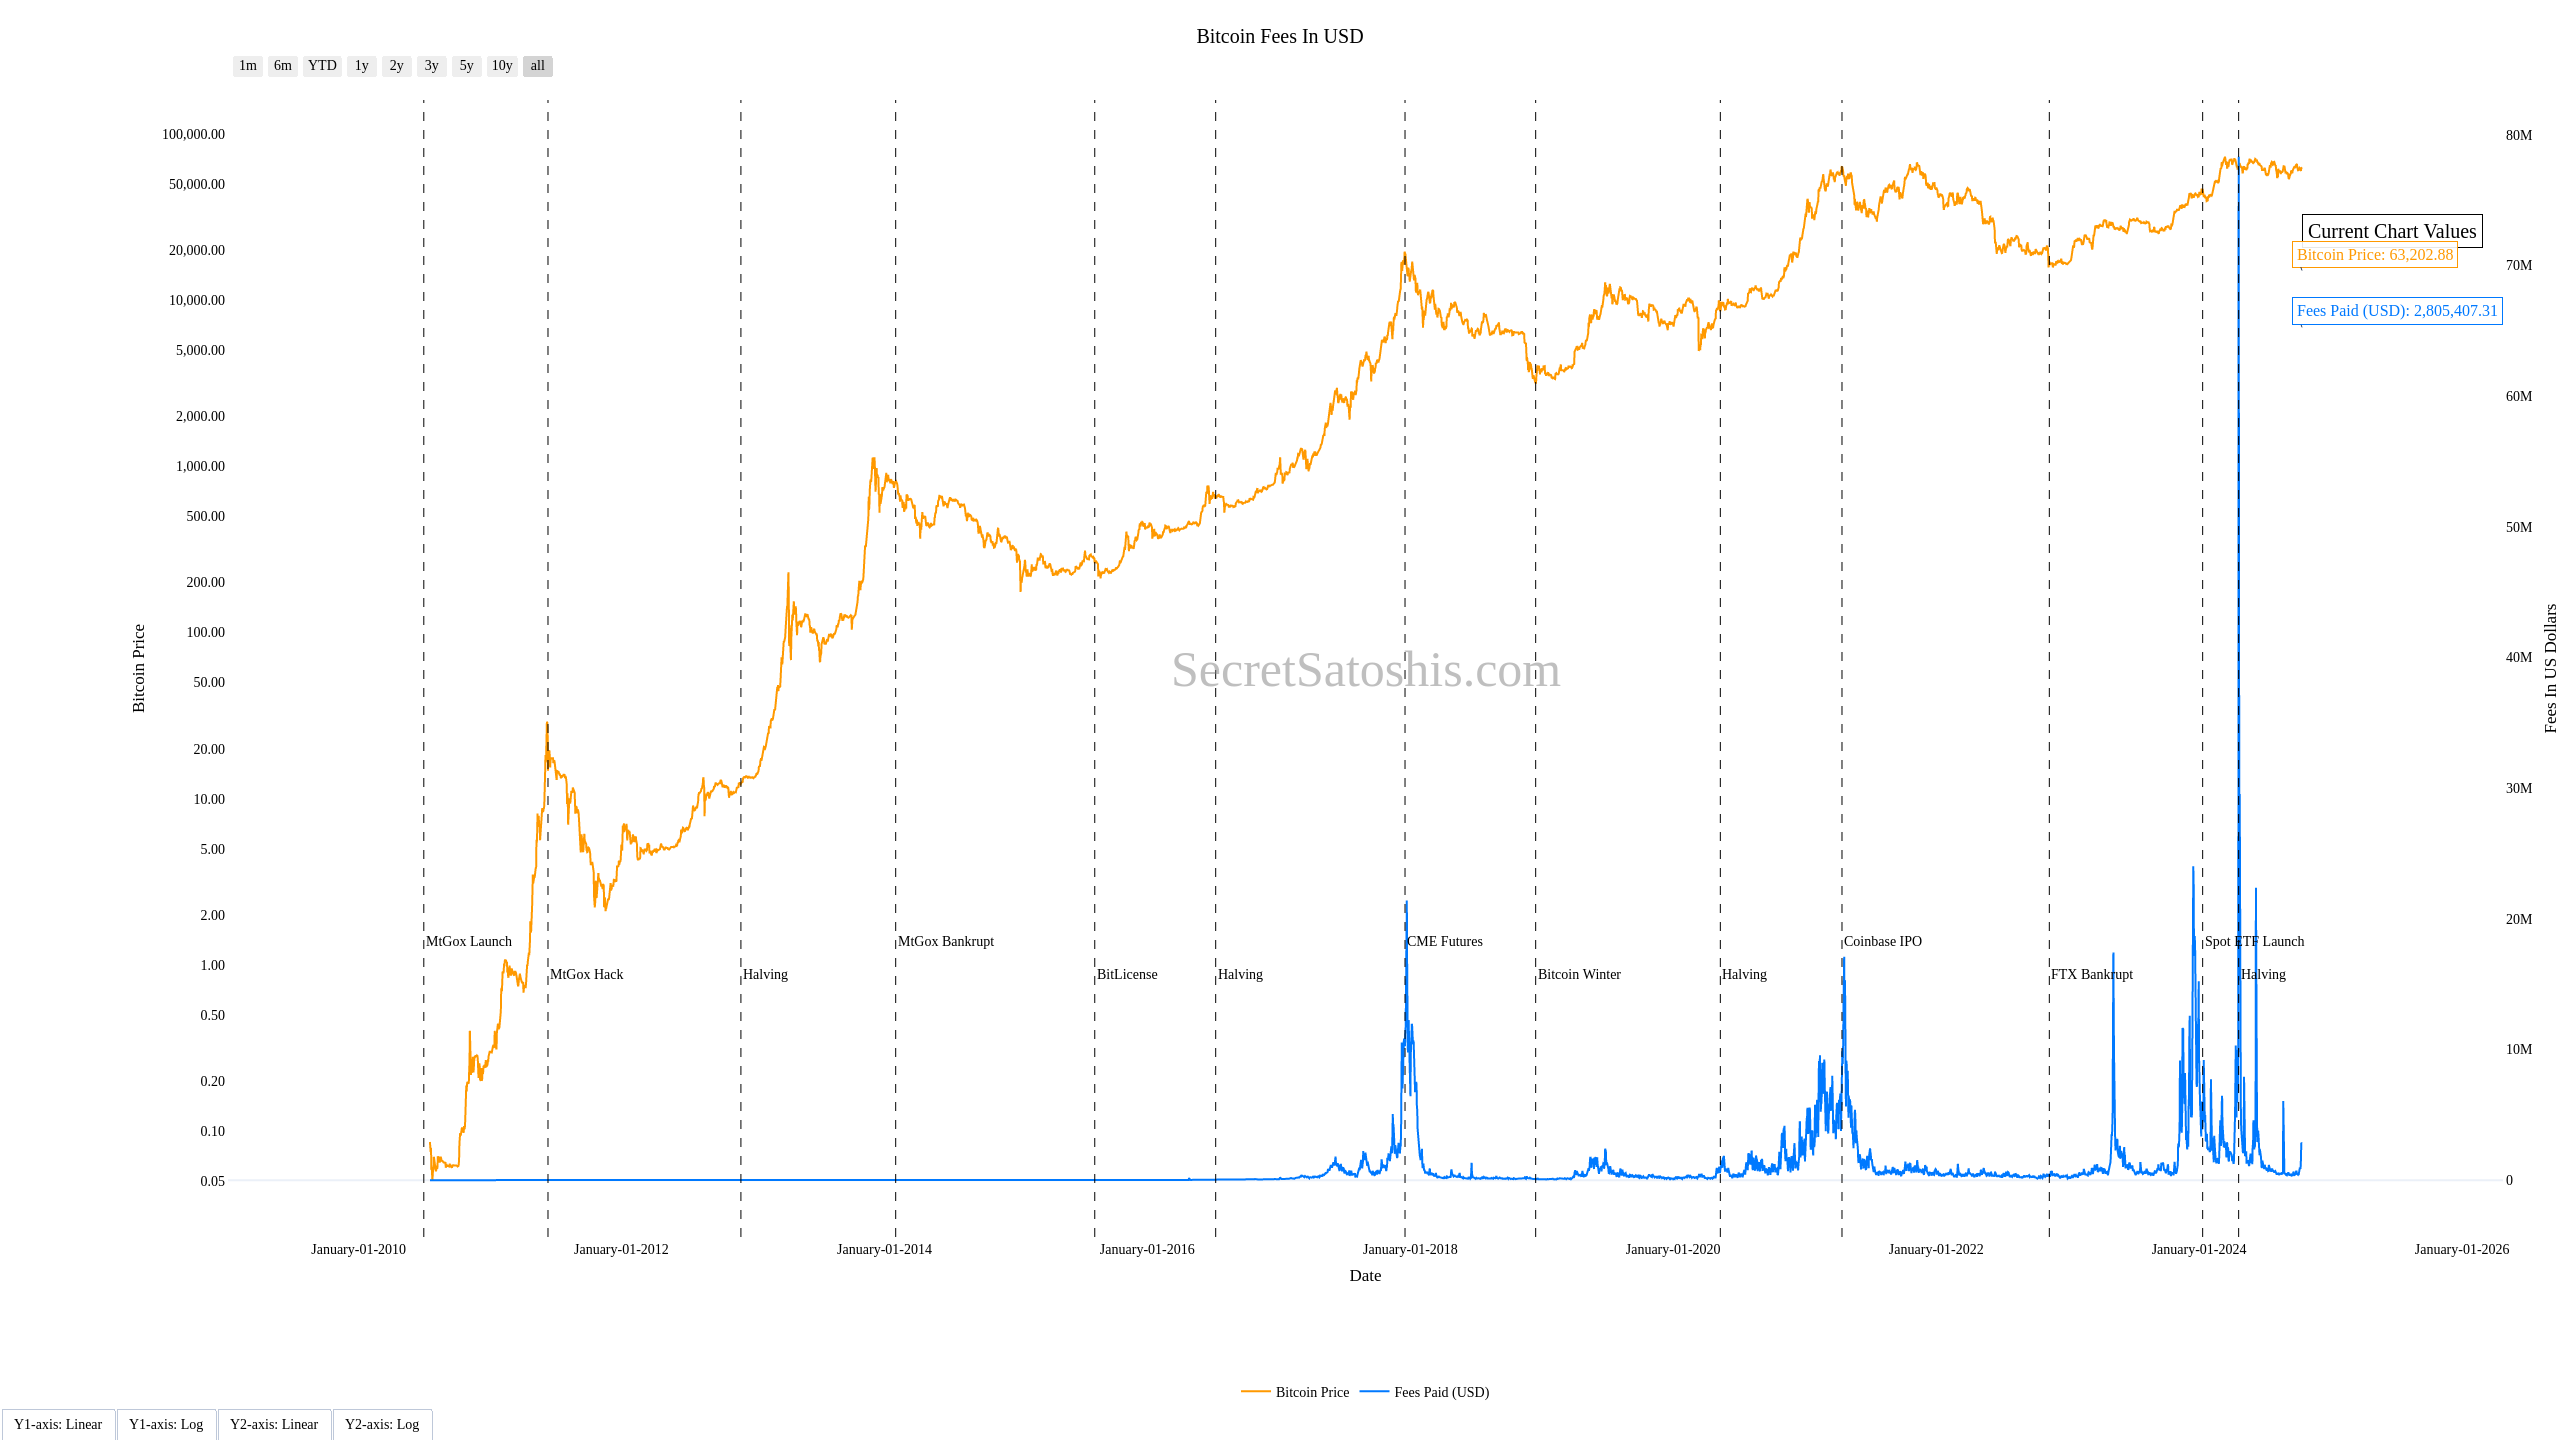 Bitcoin Fees In USD
1m 6m YTD 1y 2y 3y 5y 10y all
100,000.00
50,000.00
20,000.00
10,000.00
5,000.00
2,000.00
1,000.00
500.00
200.00
100.00
50.00
20.00
10.00
5.00
2.00
1.00
0.50
0.20
0.10
0.05
Bitcoin Price
80M
70M
60M
50M
40M
30M
20M
10M
0
Fees In US Dollars
Current Chart Values
Bitcoin Price: 63,202.88
Fees Paid (USD): 2,805,407.31
SecretSatoshis.com
MtGox Launch
MtGox Hack
Halving
MtGox Bankrupt
BitLicense
Halving
CME Futures
Bitcoin Winter
Halving
Coinbase IPO
FTX Bankrupt
Spot ETF Launch
Halving
January-01-2010 January-01-2012 January-01-2014 January-01-2016 January-01-2018 January-01-2020 January-01-2022 January-01-2024 January-01-2026
Date
Bitcoin Price Fees Paid (USD)
Y1-axis: Linear Y1-axis: Log Y2-axis: Linear Y2-axis: Log